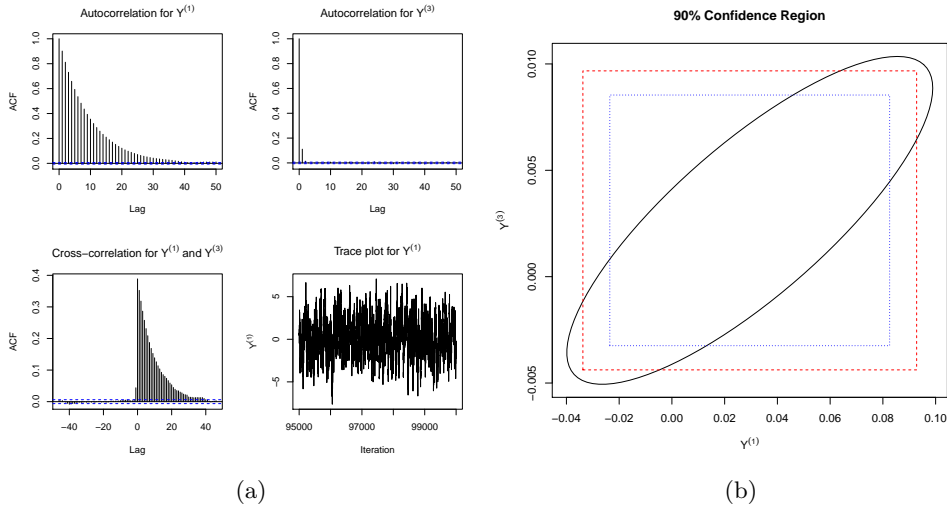 Autocorrelation for Y⁽¹⁾
ACF
0.0 0.2 0.4 0.6 0.8 1.0
0 10 20 30 40 50
Lag
Autocorrelation for Y⁽³⁾
ACF
0.0 0.2 0.4 0.6 0.8 1.0
0 10 20 30 40 50
Lag
Cross−correlation for Y⁽¹⁾ and Y⁽³⁾
ACF
0.0 0.1 0.2 0.3 0.4
−40 −20 0 20 40
Lag
Trace plot for Y⁽¹⁾
Y⁽¹⁾
−5 0 5
95000 97000 99000
Iteration
(a)
90% Confidence Region
Y⁽³⁾
−0.005 0.000 0.005 0.010
−0.04 −0.02 0.00 0.02 0.04 0.06 0.08 0.10
Y⁽¹⁾
(b)